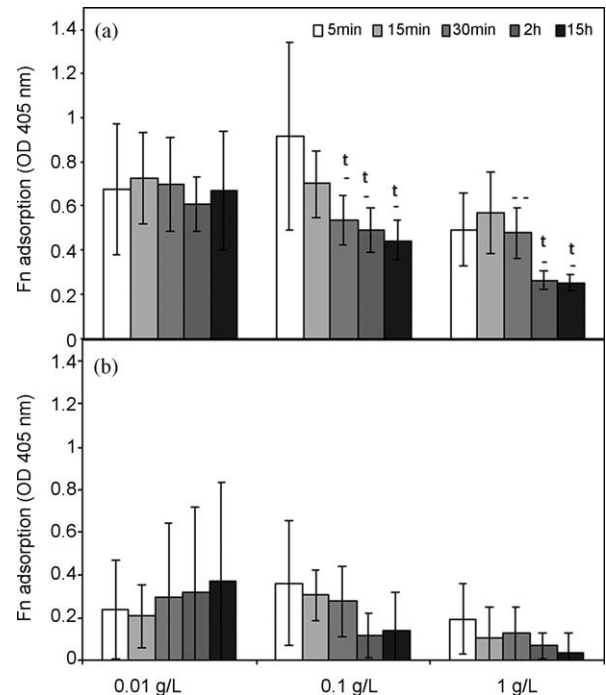 (a)
5min 15min 30min 2h 15h
Fn adsorption (OD 405 nm)
1.4
1.2
1
0.8
0.6
0.4
0.2
0
t
-
t
-
t
-
- -
t
-
t
-
(b)
Fn adsorption (OD 405 nm)
1.4
1.2
1
0.8
0.6
0.4
0.2
0
0.01 g/L 0.1 g/L 1 g/L